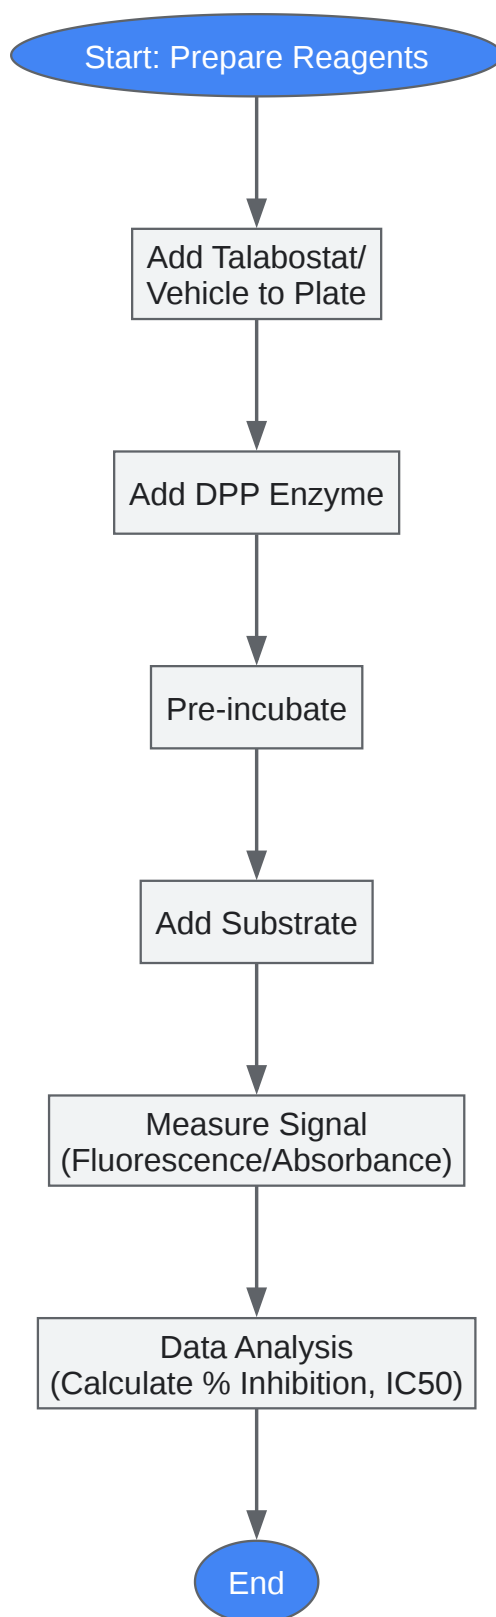 Start: Prepare Reagents
Add Talabostat/
Vehicle to Plate
Add DPP Enzyme
Pre-incubate
Add Substrate
Measure Signal
(Fluorescence/Absorbance)
Data Analysis
(Calculate % Inhibition, IC50)
End